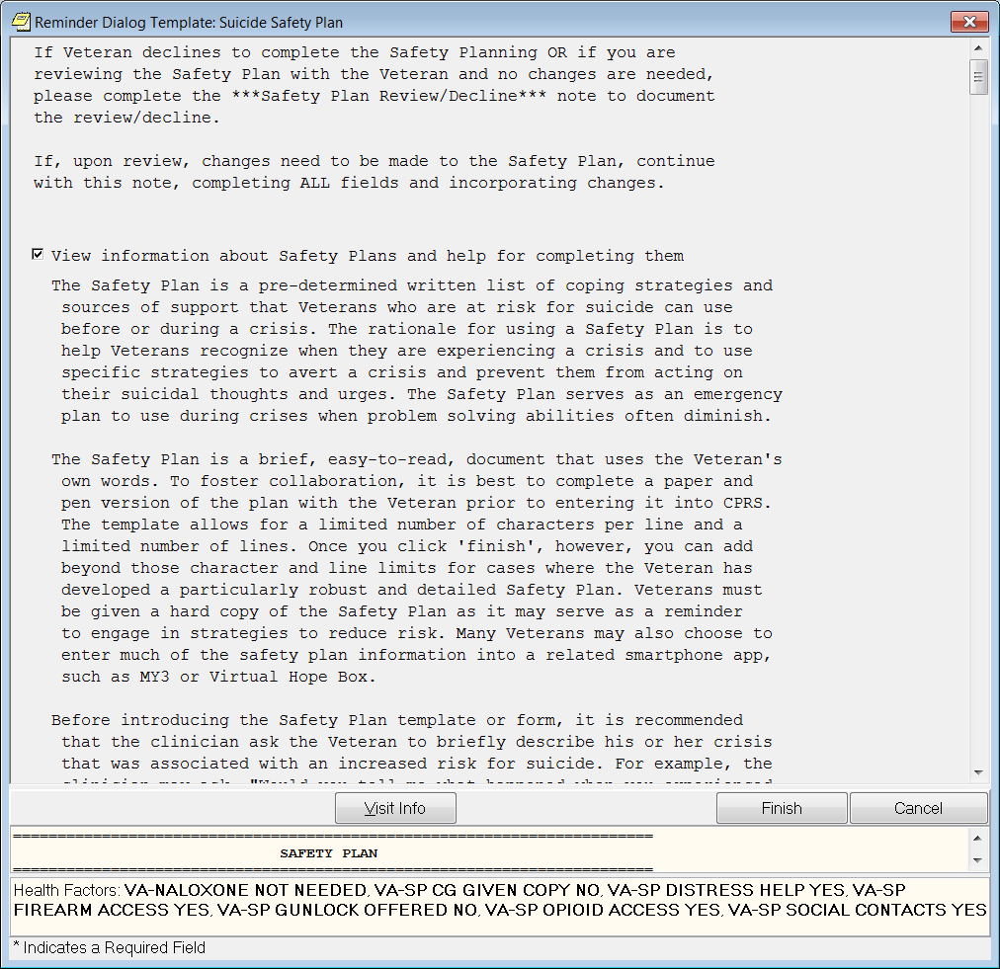 Reminder Dialog Template: Suicide Safety Plan
If Veteran declines to complete the Safety Planning OR if you are
reviewing the Safety Plan with the Veteran and no changes are needed,
please complete the ***Safety Plan Review/Decline*** note to document
the review/decline.
If, upon review, changes need to be made to the Safety Plan, continue
with this note, completing ALL fields and incorporating changes.
View information about Safety Plans and help for completing them
The Safety Plan is a pre-determined written list of coping strategies and
sources of support that Veterans who are at risk for suicide can use
before or during a crisis. The rationale for using a Safety Plan is to
help Veterans recognize when they are experiencing a crisis and to use
specific strategies to avert a crisis and prevent them from acting on
their suicidal thoughts and urges. The Safety Plan serves as an emergency
plan to use during crises when problem solving abilities often diminish.
The Safety Plan is a brief, easy-to-read, document that uses the Veteran's
own words. To foster collaboration, it is best to complete a paper and
pen version of the plan with the Veteran prior to entering it into CPRS.
The template allows for a limited number of characters per line and a
limited number of lines. Once you click 'finish', however, you can add
beyond those character and line limits for cases where the Veteran has
developed a particularly robust and detailed Safety Plan. Veterans must
be given a hard copy of the Safety Plan as it may serve as a reminder
to engage in strategies to reduce risk. Many Veterans may also choose to
enter much of the safety plan information into a related smartphone app,
such as MY3 or Virtual Hope Box.
Before introducing the Safety Plan template or form, it is recommended
that the clinician ask the Veteran to briefly describe his or her crisis
that was associated with an increased risk for suicide. For example, the
clinician may ask, "Would you tell me what happened when you experienced
Visit Info
Finish
Cancel
========================================================================
SAFETY PLAN
========================================================================
Health Factors: VA-NALOXONE NOT NEEDED, VA-SP CG GIVEN COPY NO, VA-SP DISTRESS HELP YES, VA-SP
FIREARM ACCESS YES, VA-SP GUNLOCK OFFERED NO, VA-SP OPIOID ACCESS YES, VA-SP SOCIAL CONTACTS YES
* Indicates a Required Field